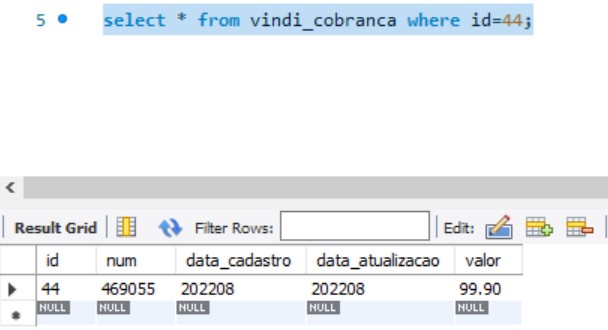 5 select * from vindi_cobranca where id=44;
Result Grid Filter Rows: Edit:
id num data_cadastro data_atualizacao valor
44 469055 202208 202208 99.90
NULL NULL NULL NULL NULL